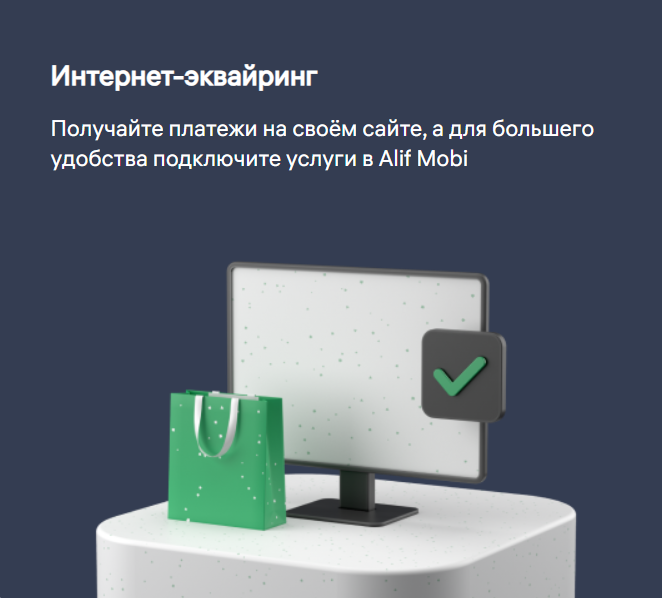 Интернет-эквайринг
Получайте платежи на своём сайте, а для большего
удобства подключите услуги в Alif Mobi